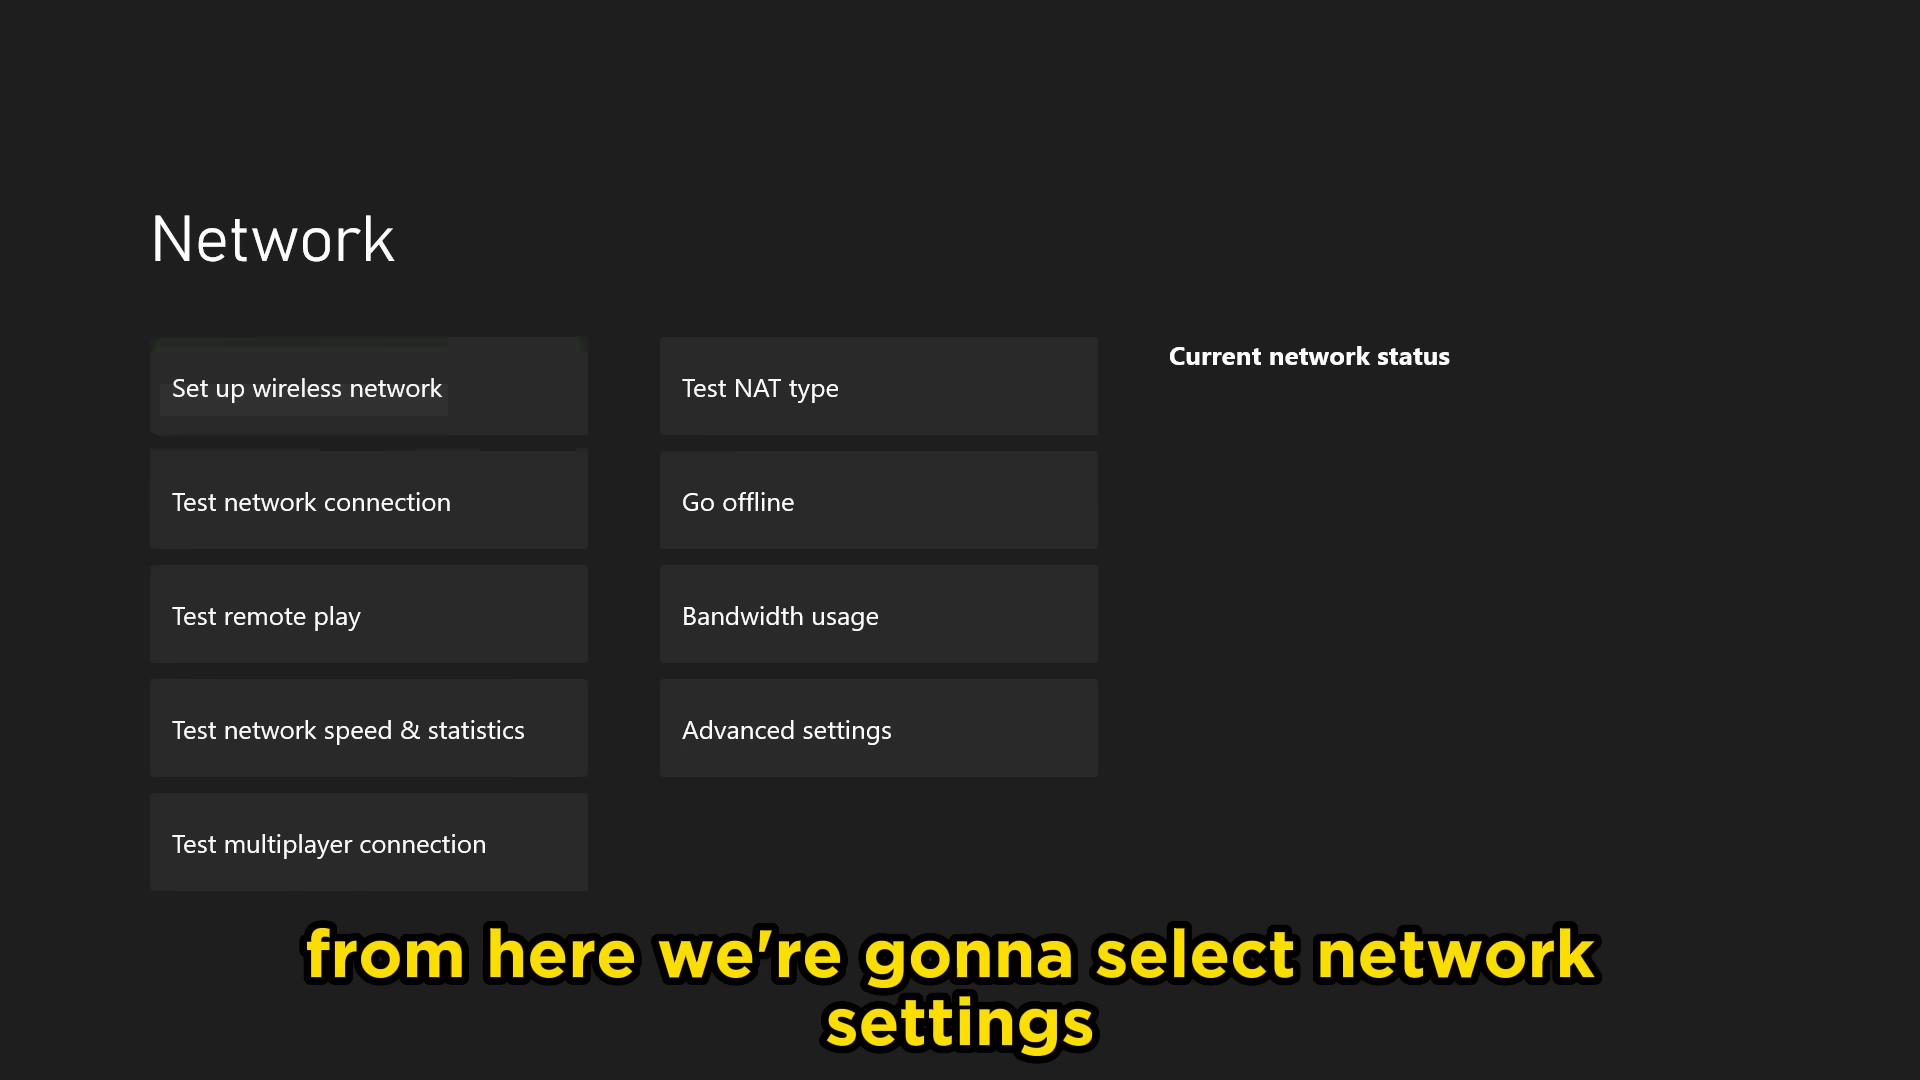 Network
Set up wireless network
Test network connection
Test remote play
Test network speed & statistics
Test multiplayer connection
Test NAT type
Go offline
Bandwidth usage
Advanced settings
Current network status
from here we're gonna select network
settings